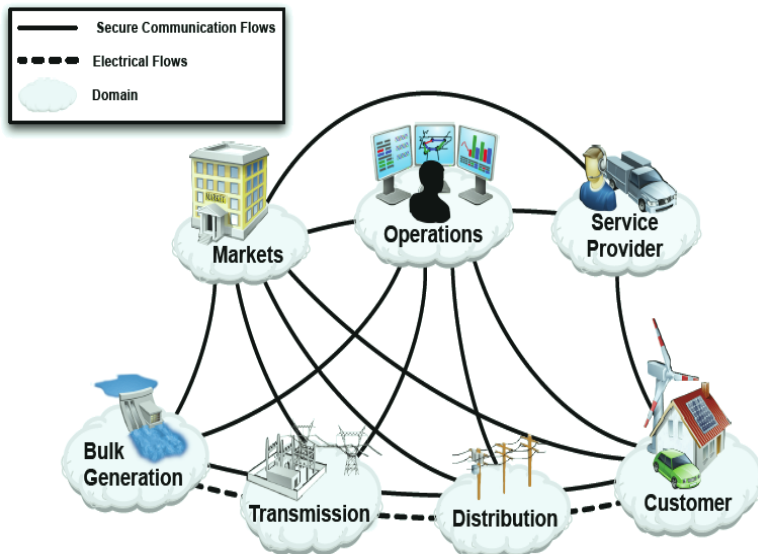 Secure Communication Flows
Electrical Flows
Domain
Markets
Operations
Service
Provider
Bulk
Generation
Transmission
Distribution
Customer